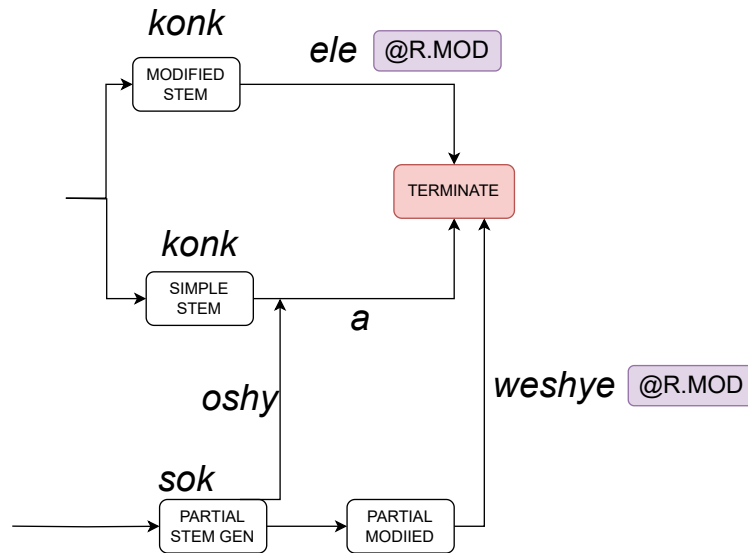 konk
ele @R.MOD
MODIFIED
STEM
TERMINATE
konk
SIMPLE
STEM
a
oshy
weshye @R.MOD
sok
PARTIAL
STEM GEN
PARTIAL
MODIIED